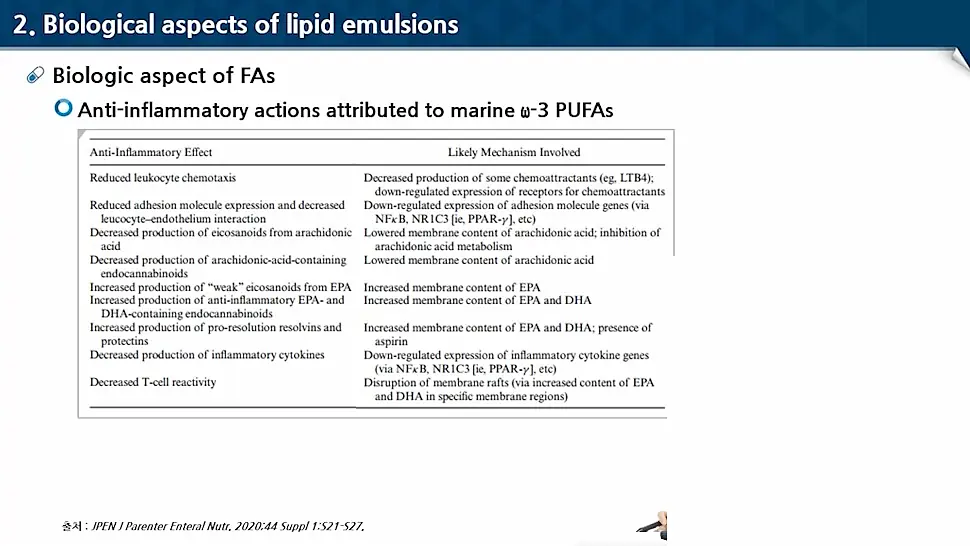 2. Biological aspects of lipid emulsions
Biologic aspect of FAs
Anti-inflammatory actions attributed to marine ω-3 PUFAs
Anti-Inflammatory Effect
Likely Mechanism Involved
Reduced leukocyte chemotaxis
Decreased production of some chemoattractants (eg, LTB4);
down-regulated expression of receptors for chemoattractants
Reduced adhesion molecule expression and decreased
leucocyte–endothelium interaction
Down-regulated expression of adhesion molecule genes (via
NFκB, NR1C3 [ie, PPAR-γ], etc)
Decreased production of eicosanoids from arachidonic
acid
Lowered membrane content of arachidonic acid; inhibition of
arachidonic acid metabolism
Decreased production of arachidonic-acid-containing
endocannabinoids
Lowered membrane content of arachidonic acid
Increased production of “weak” eicosanoids from EPA
Increased membrane content of EPA
Increased production of anti-inflammatory EPA- and
DHA-containing endocannabinoids
Increased membrane content of EPA and DHA
Increased production of pro-resolution resolvins and
protectins
Increased membrane content of EPA and DHA; presence of
aspirin
Decreased production of inflammatory cytokines
Down-regulated expression of inflammatory cytokine genes
(via NFκB, NR1C3 [ie, PPAR-γ], etc)
Decreased T-cell reactivity
Disruption of membrane rafts (via increased content of EPA
and DHA in specific membrane regions)
출처 : JPEN J Parenter Enteral Nutr. 2020;44 Suppl 1:S21-S27.